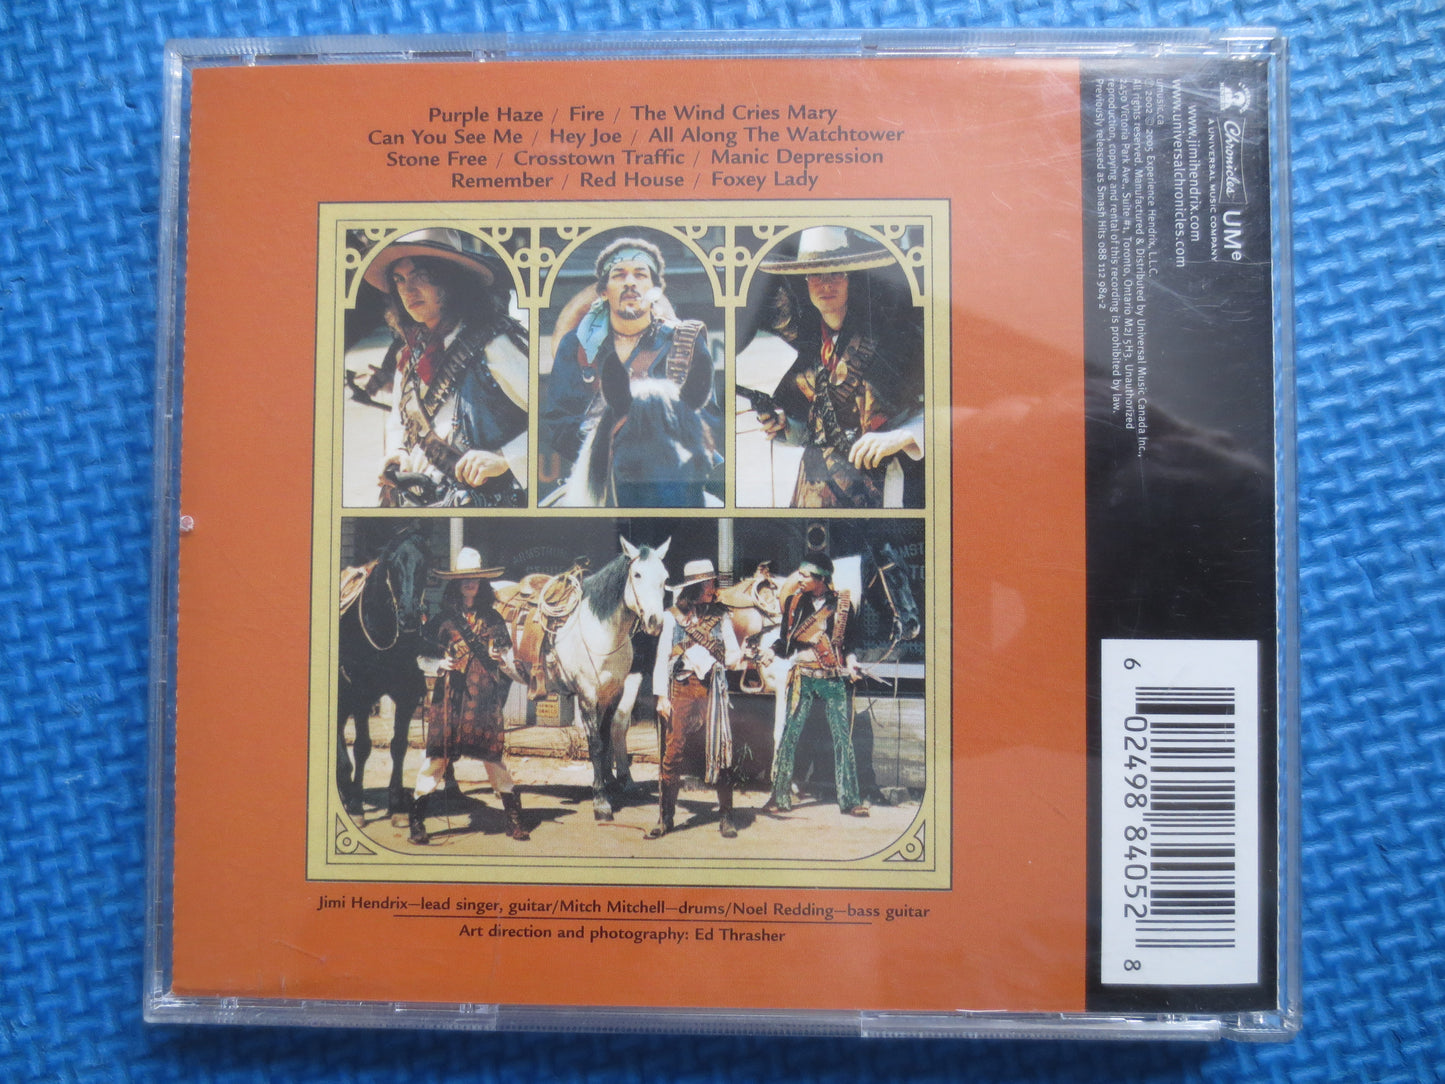 Purple Haze / Fire / The Wind Cries Mary
Can You See Me / Hey Joe / All Along The Watchtower
Stone Free / Crosstown Traffic / Manic Depression
Remember / Red House / Foxey Lady
Jimi Hendrix—lead singer, guitar/Mitch Mitchell—drums/Noel Redding—bass guitar
Art direction and photography: Ed Thrasher
Chronicles
A UNIVERSAL MUSIC COMPANY
UMe
www.jimihendrix.com
www.universalchronicles.com
umusic.ca
℗ 2002 © 2005 Experience Hendrix, L.L.C.
All rights reserved. Manufactured & Distributed by Universal Music Canada Inc.,
2450 Victoria Park Ave., Suite #1, Toronto, Ontario M2J 5H3. Unauthorized
reproduction, copying and rental of this recording is prohibited by law.
Previously released as Smash Hits 088 112 984-2
6 02498 84052 8